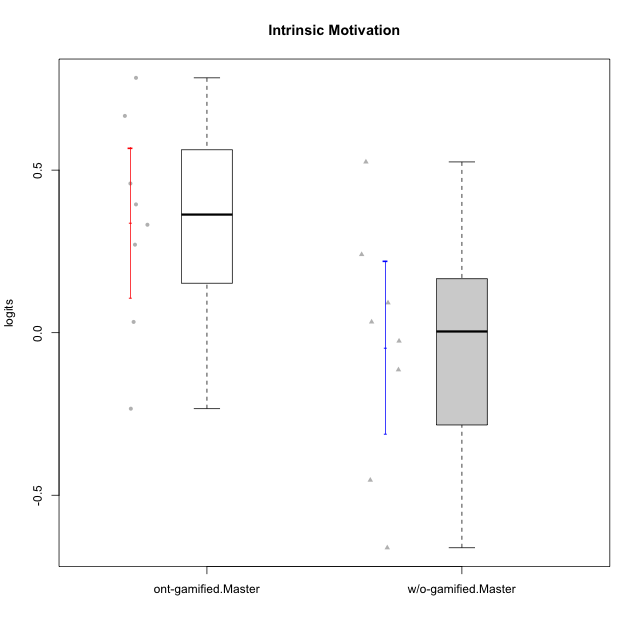 Intrinsic Motivation
logits
0.5
0.0
-0.5
ont-gamified.Master
w/o-gamified.Master